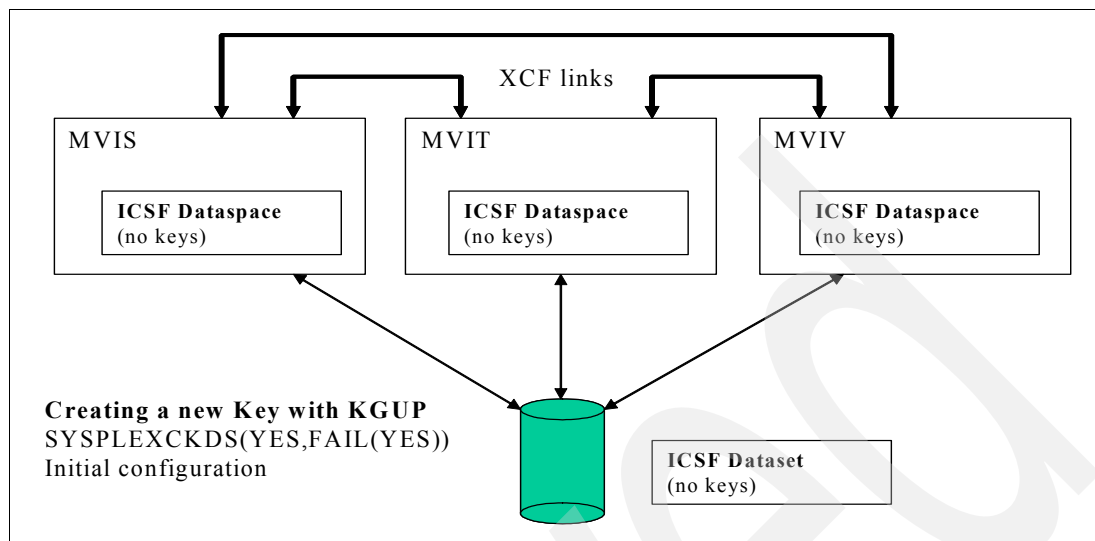 XCF links
MVIS
MVIT
MVIV
ICSF Dataspace
(no keys)
ICSF Dataspace
(no keys)
ICSF Dataspace
(no keys)
Creating a new Key with KGUP
SYSPLEXCKDS(YES,FAIL(YES))
Initial configuration
ICSF Dataset
(no keys)